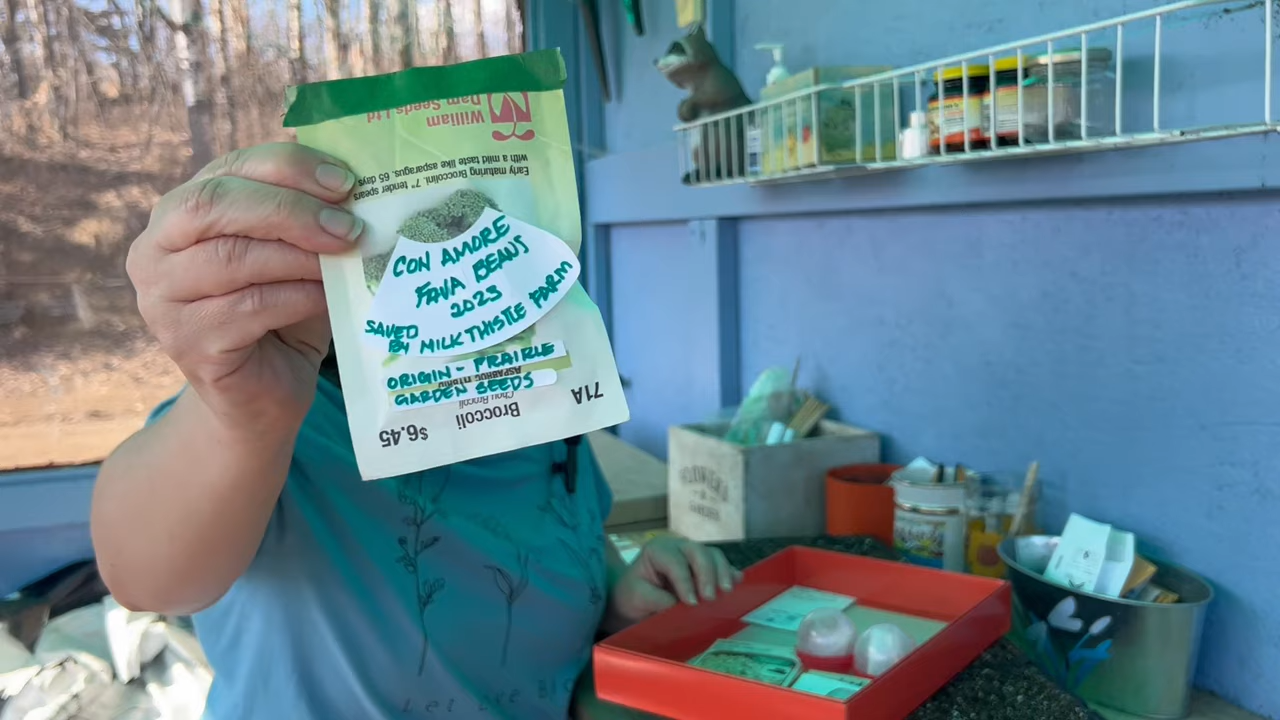 William
Dam Seeds Ltd
Early maturing Broccolini. 7" tender spears
with a mild taste like asparagus. 65 days
CON AMORE
FAVA BEANS
2023
SAVED
BY MILK THISTLE FARM
ORIGIN - PRAIRIE
GARDEN SEEDS
Broccoli
71A
$6.45